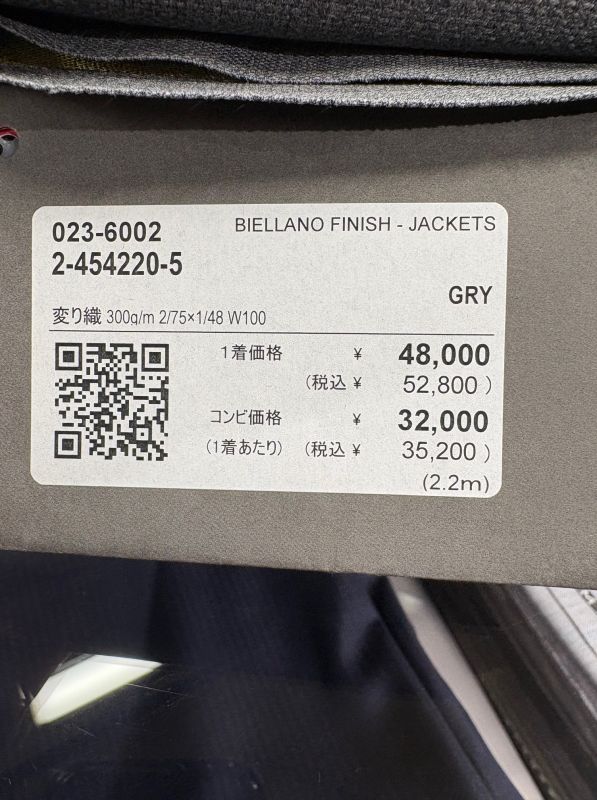 023-6002 BIELLANO FINISH - JACKETS
2-454220-5
GRY
変り織 300g/m 2/75×1/48 W100
1着価格 ¥ 48,000
(税込 ¥ 52,800 )
コンビ価格 ¥ 32,000
(1着あたり) (税込 ¥ 35,200 )
(2.2m)